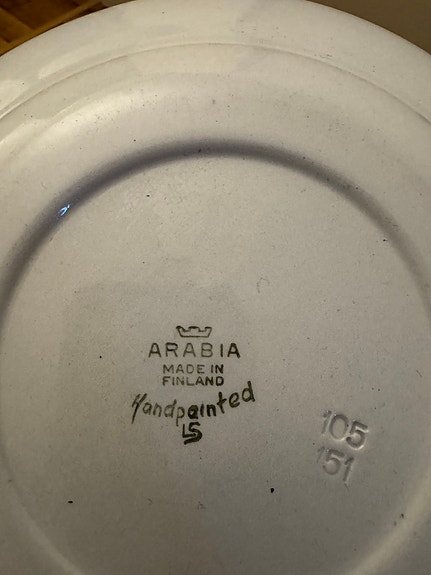 ARABIA
MADE IN
FINLAND
Handpainted
LS
105
151